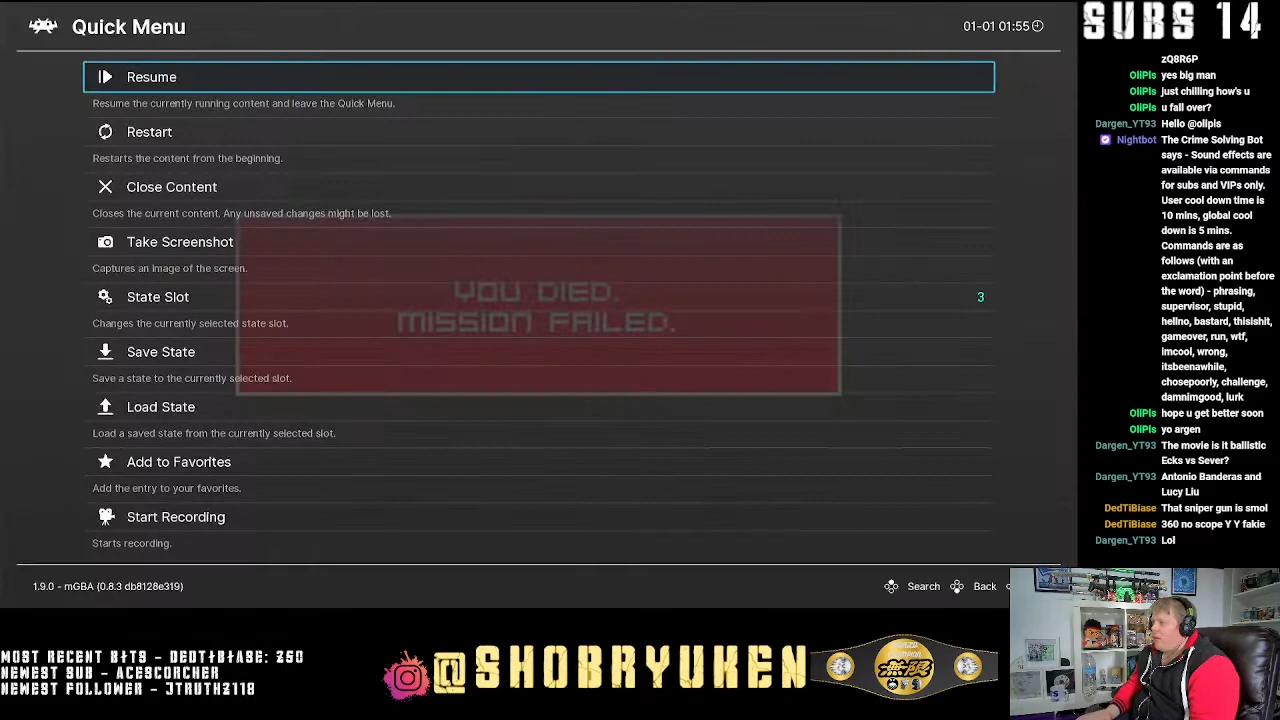 Quick Menu
01-01 01:55
Resume
Resume the currently running content and leave the Quick Menu.
Restart
Restarts the content from the beginning.
Close Content
Closes the current content. Any unsaved changes might be lost.
Take Screenshot
Captures an image of the screen.
State Slot
3
Changes the currently selected state slot.
Save State
Save a state to the currently selected slot.
Load State
Load a saved state from the currently selected slot.
Add to Favorites
Add the entry to your favorites.
Start Recording
Starts recording.
YOU DIED.
MISSION FAILED.
1.9.0 - mGBA (0.8.3 db8128e319)
Search
Back
SUBS 14
zQ8R6P
OliPls yes big man
OliPls just chilling how's u
OliPls u fall over?
Dargen_YT93 Hello @olipls
Nightbot The Crime Solving Bot
says - Sound effects are
available via commands
for subs and VIPs only.
User cool down time is
10 mins, global cool
down is 5 mins.
Commands are as
follows (with an
exclamation point before
the word) - phrasing,
supervisor, stupid,
hellno, bastard, thisishit,
gameover, run, wtf,
imcool, wrong,
itsbeenawhile,
chosepoorly, challenge,
damnimgood, lurk
OliPls hope u get better soon
OliPls yo argen
Dargen_YT93 The movie is it ballistic
Ecks vs Sever?
Dargen_YT93 Antonio Banderas and
Lucy Liu
DedTiBiase That sniper gun is smol
DedTiBiase 360 no scope Y Y fakie
Dargen_YT93 Lol
MOST RECENT BITS - DEDTIBIASE: 250
NEWEST SUB - ACESCORCHER
NEWEST FOLLOWER - JTRUTH2118
@SHORRYUKEN